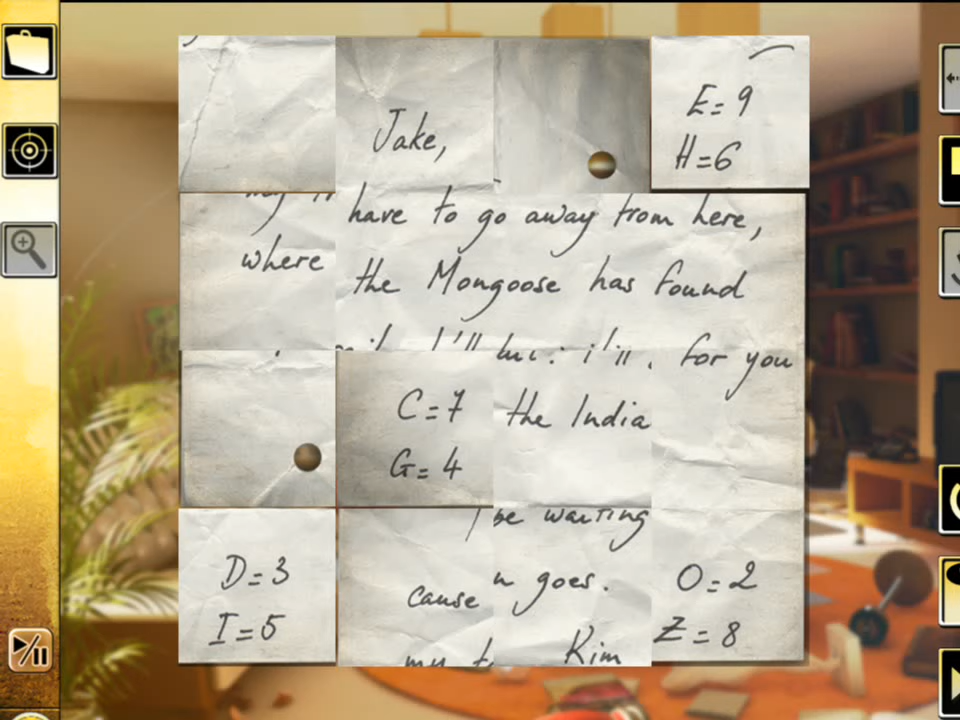 Jake,
E=9
H=6
have to go away from here,
where
the Mongoose has found
for you
C=7
the India
G=4
be waiting
D=3
cause
goes.
O=2
I=5
my
Kim
Z=8